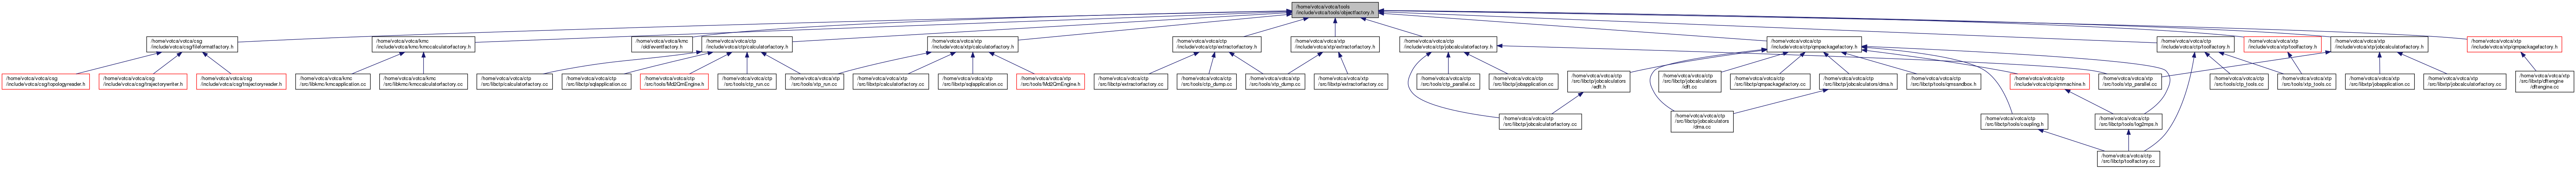 /home/votca/votca/tools
/include/votca/tools/objectfactory.h
/home/votca/votca/csg
/include/votca/csg/fileformatfactory.h
/home/votca/votca/kmc
/include/votca/kmc/kmccalculatorfactory.h
/home/votca/votca/kmc
/old/eventfactory.h
/home/votca/votca/ctp
/include/votca/ctp/calculatorfactory.h
/home/votca/votca/xtp
/include/votca/xtp/calculatorfactory.h
/home/votca/votca/ctp
/include/votca/ctp/extractorfactory.h
/home/votca/votca/xtp
/include/votca/xtp/extractorfactory.h
/home/votca/votca/ctp
/include/votca/ctp/jobcalculatorfactory.h
/home/votca/votca/ctp
/include/votca/ctp/qmpackagefactory.h
/home/votca/votca/ctp
/include/votca/ctp/toolfactory.h
/home/votca/votca/xtp
/include/votca/xtp/toolfactory.h
/home/votca/votca/xtp
/include/votca/xtp/jobcalculatorfactory.h
/home/votca/votca/xtp
/include/votca/xtp/qmpackagefactory.h
/home/votca/votca/csg
/include/votca/csg/topologyreader.h
/home/votca/votca/csg
/include/votca/csg/trajectorywriter.h
/home/votca/votca/csg
/include/votca/csg/trajectoryreader.h
/home/votca/votca/kmc
/src/libkmc/kmcapplication.cc
/home/votca/votca/kmc
/src/libkmc/kmccalculatorfactory.cc
/home/votca/votca/ctp
/src/libctp/calculatorfactory.cc
/home/votca/votca/ctp
/src/libctp/sqlapplication.cc
/home/votca/votca/ctp
/src/tools/Md2QmEngine.h
/home/votca/votca/ctp
/src/tools/ctp_run.cc
/home/votca/votca/xtp
/src/tools/xtp_run.cc
/home/votca/votca/xtp
/src/libxtp/calculatorfactory.cc
/home/votca/votca/xtp
/src/libxtp/sqlapplication.cc
/home/votca/votca/xtp
/src/tools/Md2QmEngine.h
/home/votca/votca/ctp
/src/libctp/extractorfactory.cc
/home/votca/votca/ctp
/src/tools/ctp_dump.cc
/home/votca/votca/xtp
/src/tools/xtp_dump.cc
/home/votca/votca/xtp
/src/libxtp/extractorfactory.cc
/home/votca/votca/ctp
/src/tools/ctp_parallel.cc
/home/votca/votca/ctp
/src/libctp/jobapplication.cc
/home/votca/votca/ctp
/src/libctp/jobcalculators
/edft.h
/home/votca/votca/ctp
/src/libctp/jobcalculators
/idft.cc
/home/votca/votca/ctp
/src/libctp/qmpackagefactory.cc
/home/votca/votca/ctp
/src/libctp/jobcalculators/dma.h
/home/votca/votca/ctp
/src/libctp/tools/qmsandbox.h
/home/votca/votca/ctp
/include/votca/ctp/qmmachine.h
/home/votca/votca/xtp
/src/tools/xtp_parallel.cc
/home/votca/votca/ctp
/src/tools/ctp_tools.cc
/home/votca/votca/xtp
/src/tools/xtp_tools.cc
/home/votca/votca/xtp
/src/libxtp/jobapplication.cc
/home/votca/votca/xtp
/src/libxtp/jobcalculatorfactory.cc
/home/votca/votca/xtp
/src/libxtp/dftengine
/dftengine.cc
/home/votca/votca/ctp
/src/libctp/jobcalculatorfactory.cc
/home/votca/votca/ctp
/src/libctp/jobcalculators
/dma.cc
/home/votca/votca/ctp
/src/libctp/tools/coupling.h
/home/votca/votca/ctp
/src/libctp/tools/log2mps.h
/home/votca/votca/ctp
/src/libctp/toolfactory.cc